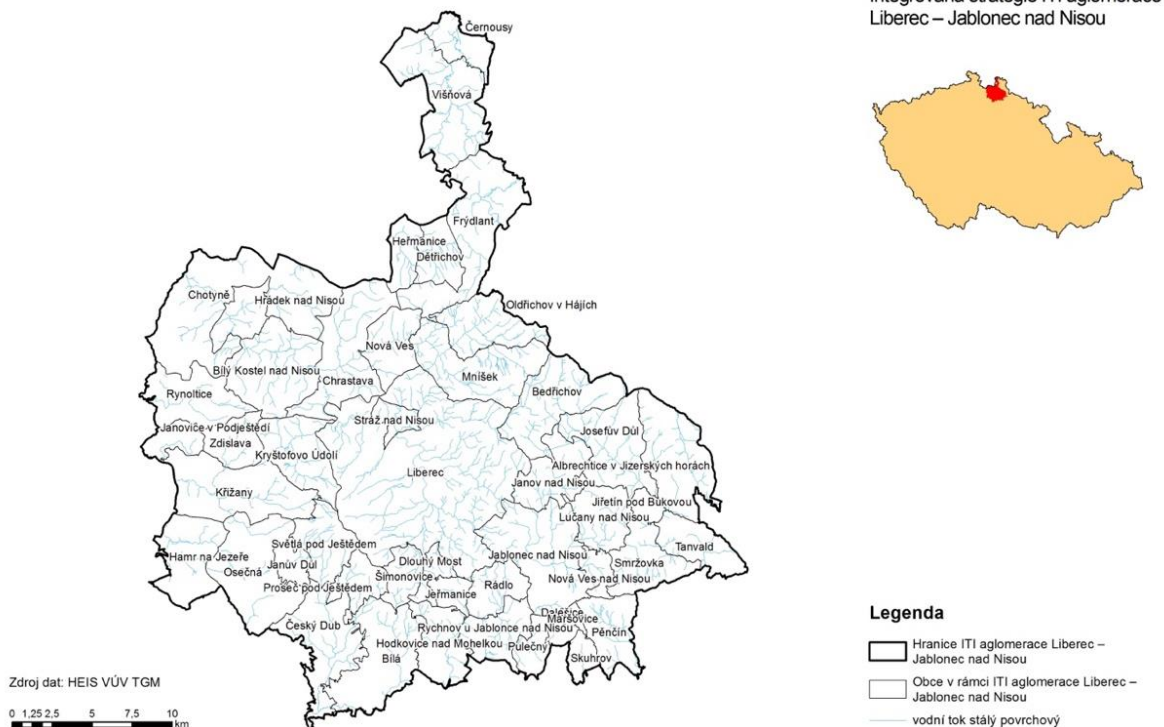 Liberec – Jablonec nad Nisou
Černousy
Višňová
Frýdlant
Heřmanice
Dětřichov
Chotyně
Hrádek nad Nisou
Oldřichov v Hájích
Nová Ves
Bílý Kostel nad Nisou
Mníšek
Chrastava
Bedřichov
Rynoltice
Stráž nad Nisou
Janovice v Podještědí
Josefův Důl
Zdislava
Kryštofovo Údolí
Liberec
Albrechtice v Jizerských horách
Janov nad Nisou
Křižany
Jiřetín pod Bukovou
Lučany nad Nisou
Světlá pod Ještědem
Tanvald
Hamr na Jezeře
Dlouhý Most
Jablonec nad Nisou
Osečná
Janův Důl
Smržovka
Šimonovice
Nová Ves nad Nisou
Proseč pod Ještědem
Rádlo
Jeřmanice
Dalešice
Maršovice
Český Dub
Rychnov u Jablonce nad Nisou
Pěnčín
Hodkovice nad Mohelkou
Pulečný
Bílá
Skuhrov
Zdroj dat: HEIS VÚV TGM
0 1,25 2,5 5 7,5 10
km
Legenda
Hranice ITI aglomerace Liberec –
Jablonec nad Nisou
Obce v rámci ITI aglomerace Liberec –
Jablonec nad Nisou
vodní tok stálý povrchový